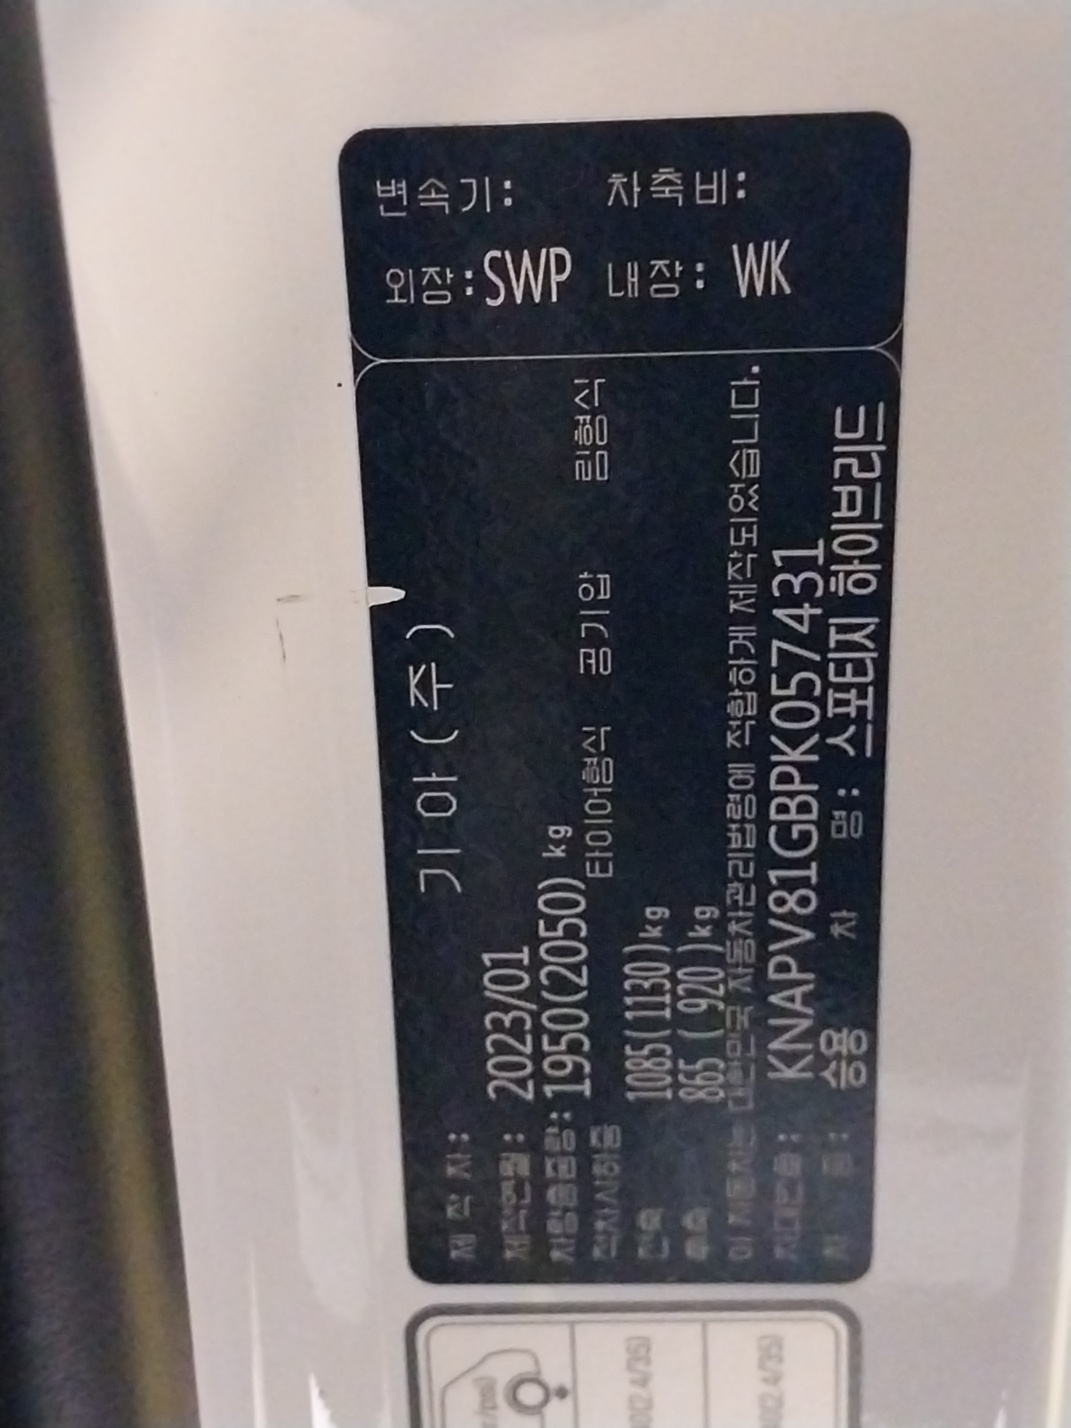 변속기: 차축비:
외장:SWP 내장: WK
제 작 자: 기 아 (주)
제작연월: 2023/01
차량총중량: 1950(2050) kg
적차시하중 타이어형식 공기압 림형식
전축 1085(1130)kg
후축 865 ( 920 )kg
이 자동차는 대한민국 자동차관리법령에 적합하게 제작되었습니다.
차대번호: KNAPV81GBPK057431
차 종: 승용 차 명: 스포티지 하이브리드